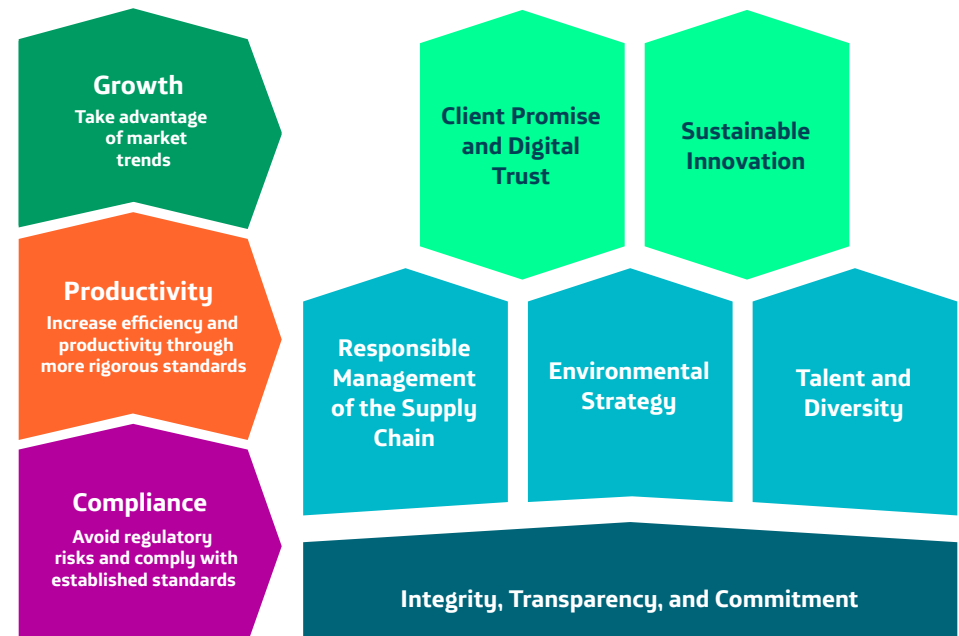 Growth
Take advantage
of market
trends
Client Promise
and Digital
Trust
Sustainable
Innovation
Productivity
Increase efficiency and
productivity through
more rigorous standards
Responsible
Management
of the Supply
Chain
Environmental
Strategy
Talent and
Diversity
Compliance
Avoid regulatory
risks and comply with
established standards
Integrity, Transparency, and Commitment